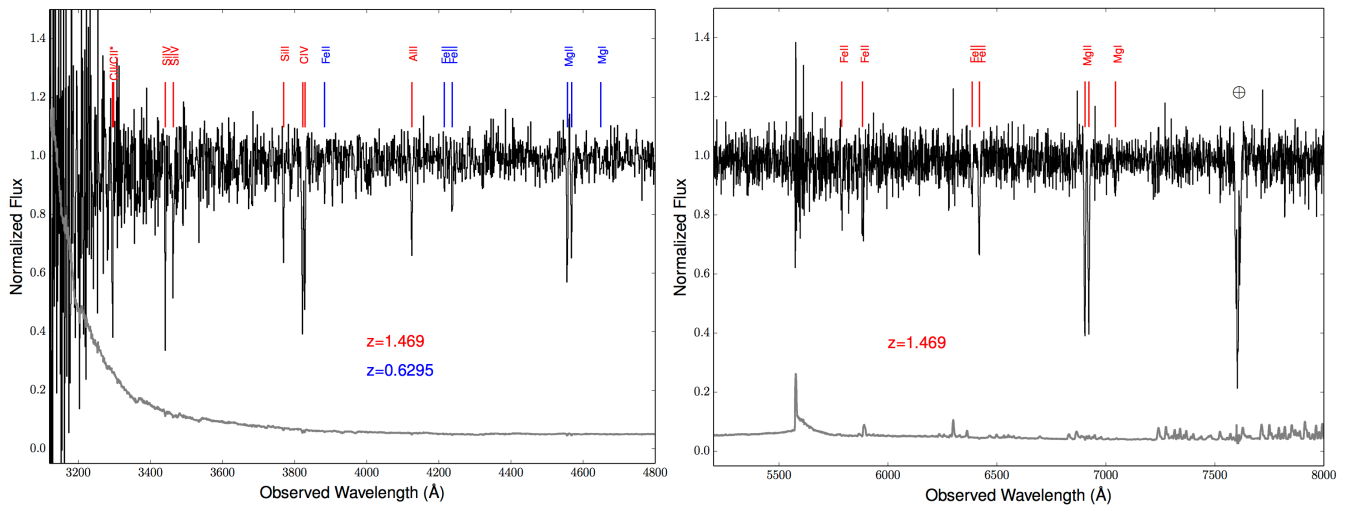 CII/CII*
SiIV
SiIV
SiII
CIV
FeII
AlII
FeII
FeII
MgII
MgI
1.4
1.2
1.0
0.8
0.6
0.4
0.2
0.0
Normalized Flux
z=1.469
z=0.6295
3200 3400 3600 3800 4000 4200 4400 4600 4800
Observed Wavelength (Å)
FeII
FeII
FeII
FeII
MgII
MgI
1.4
1.2
1.0
0.8
0.6
0.4
0.2
0.0
Normalized Flux
z=1.469
5500 6000 6500 7000 7500 8000
Observed Wavelength (Å)